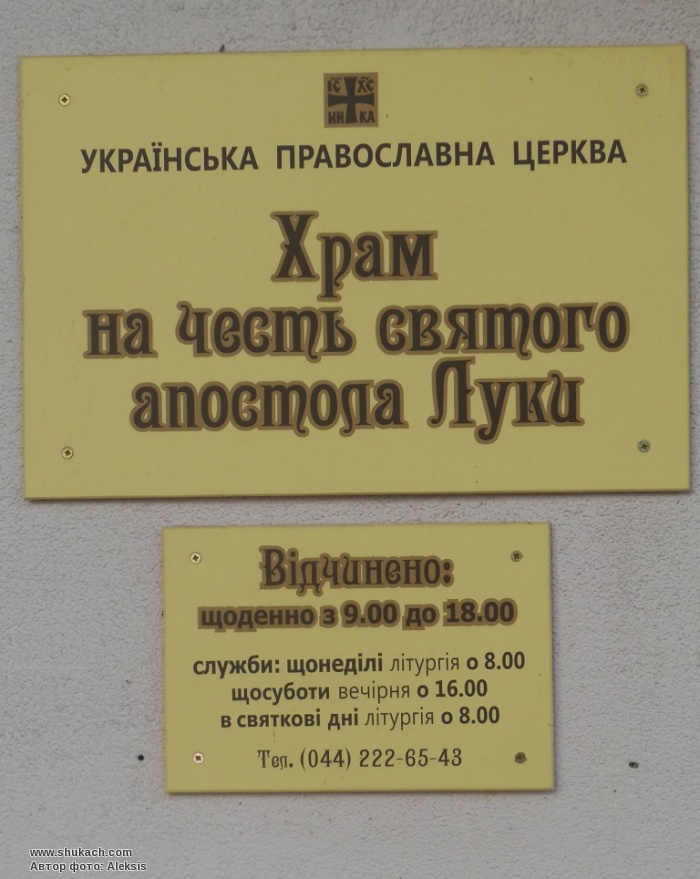 ІС ХС
НИ КА
УКРАЇНСЬКА ПРАВОСЛАВНА ЦЕРКВА
Храм
на честь святого
апостола Луки
Відчинено:
щоденно з 9.00 до 18.00
служби: щонеділі літургія о 8.00
щосуботи вечірня о 16.00
в святкові дні літургія о 8.00
Тел. (044) 222-65-43
www.shukach.com
Автор фото: Aleksis